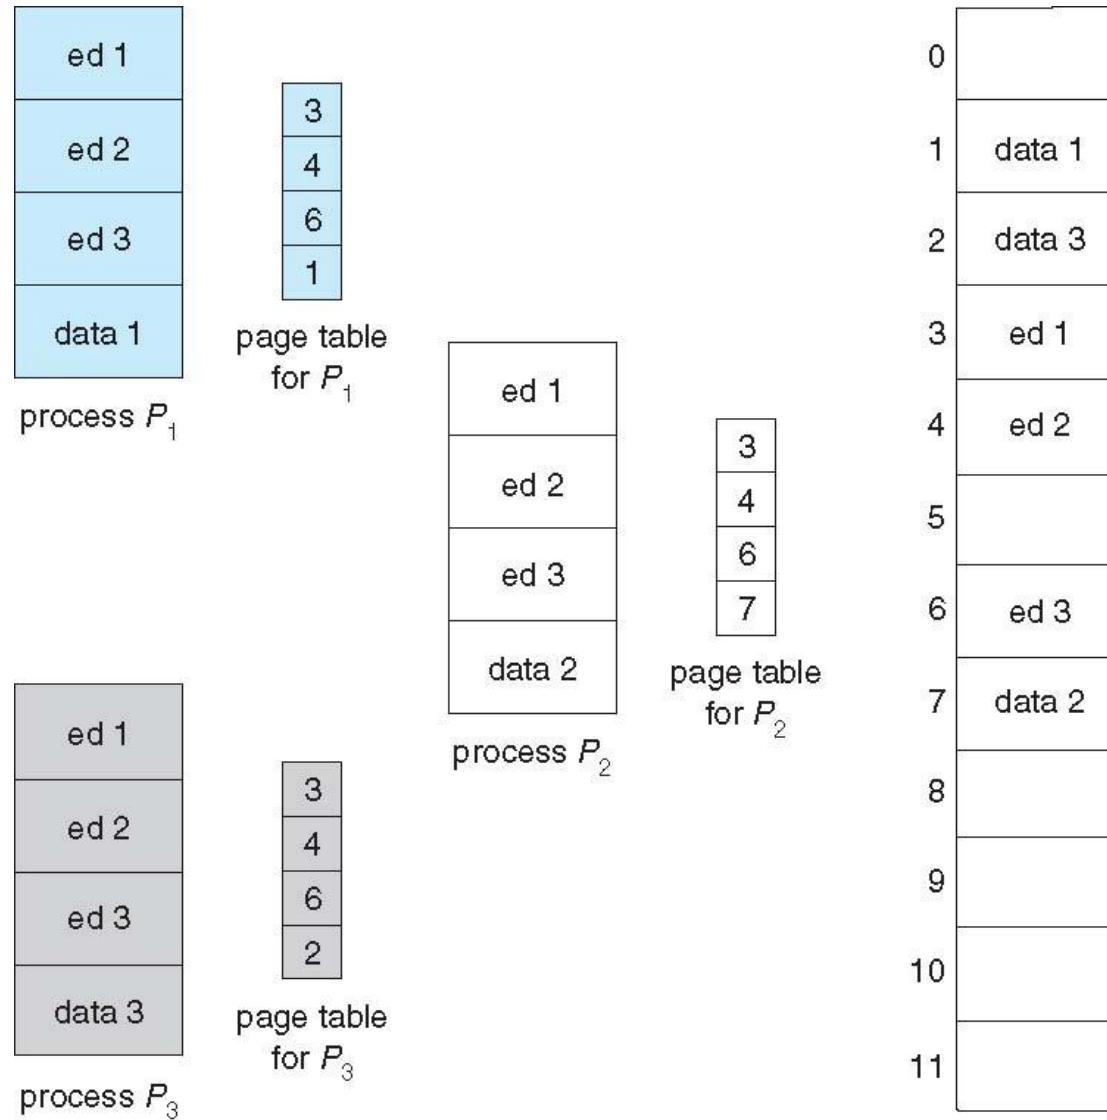 ed 1
ed 2
ed 3
data 1
process P₁
3
4
6
1
page table
for P₁
ed 1
ed 2
ed 3
data 2
process P₂
3
4
6
7
page table
for P₂
ed 1
ed 2
ed 3
data 3
process P₃
3
4
6
2
page table
for P₃
0
1 data 1
2 data 3
3 ed 1
4 ed 2
5
6 ed 3
7 data 2
8
9
10
11